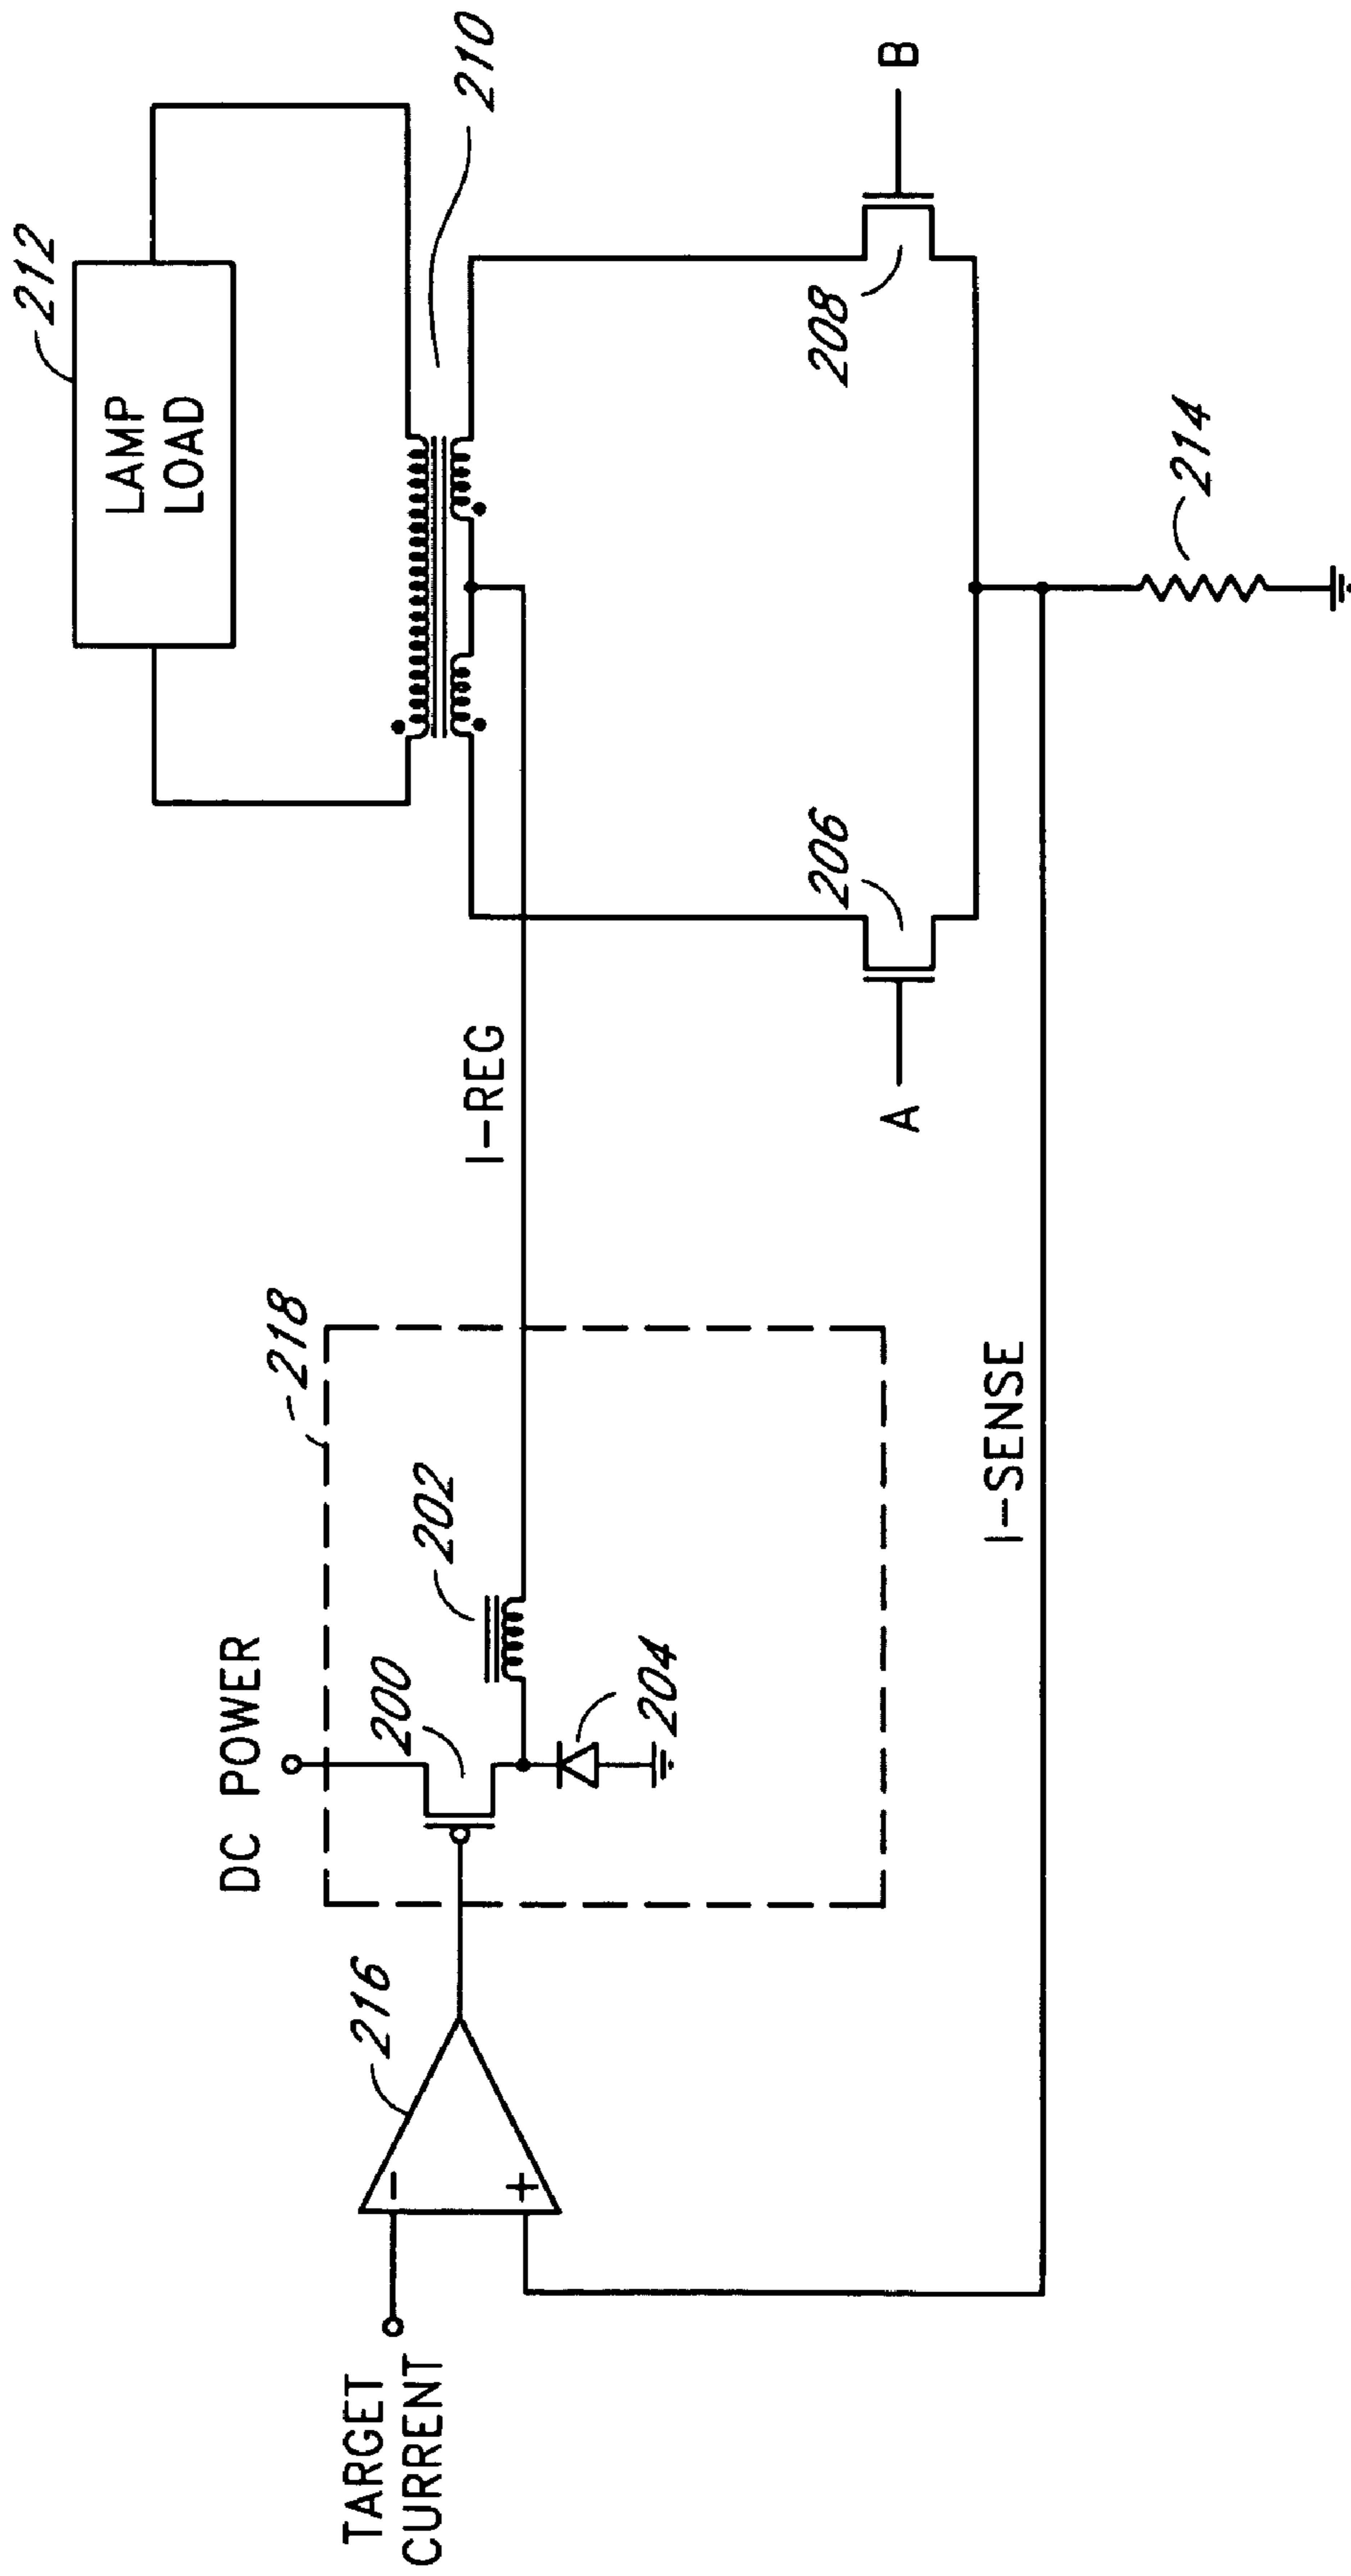 TARGET
CURRENT
-
+
216
DC POWER
200
202
204
218
I-REG
I-SENSE
A
206
LAMP
LOAD
212
210
208
B
214